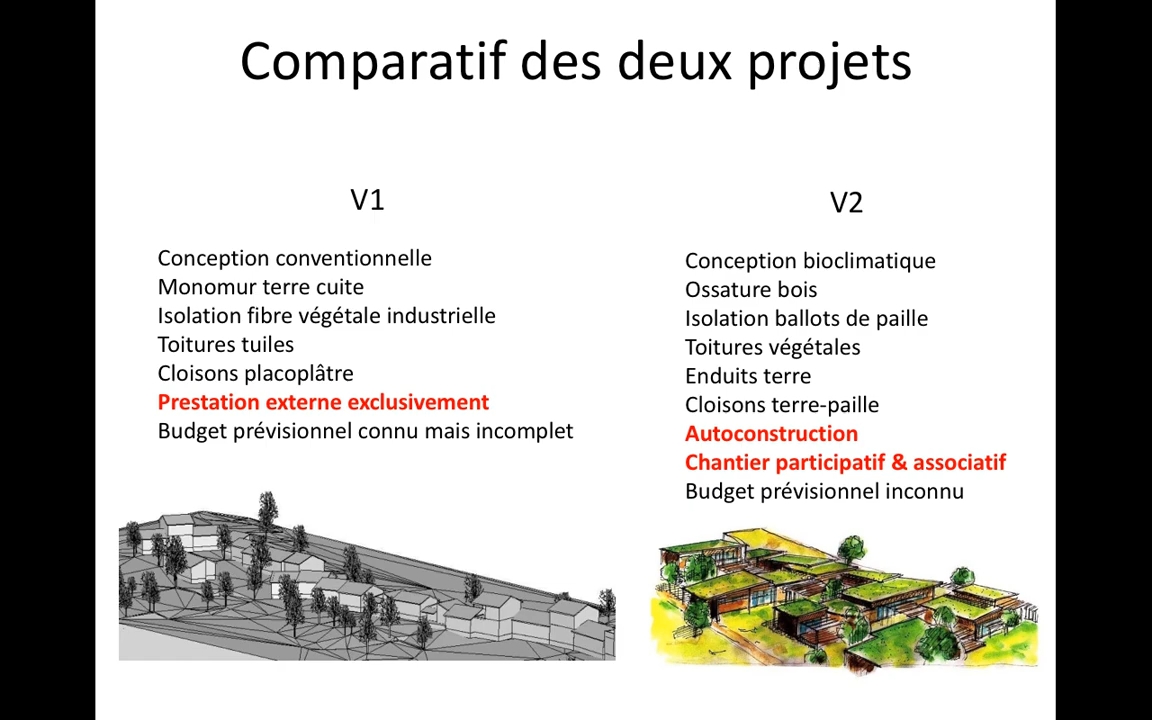 Comparatif des deux projets
V1
Conception conventionnelle
Monomur terre cuite
Isolation fibre végétale industrielle
Toitures tuiles
Cloisons placoplâtre
Prestation externe exclusivement
Budget prévisionnel connu mais incomplet
V2
Conception bioclimatique
Ossature bois
Isolation ballots de paille
Toitures végétales
Enduits terre
Cloisons terre-paille
Autoconstruction
Chantier participatif & associatif
Budget prévisionnel inconnu